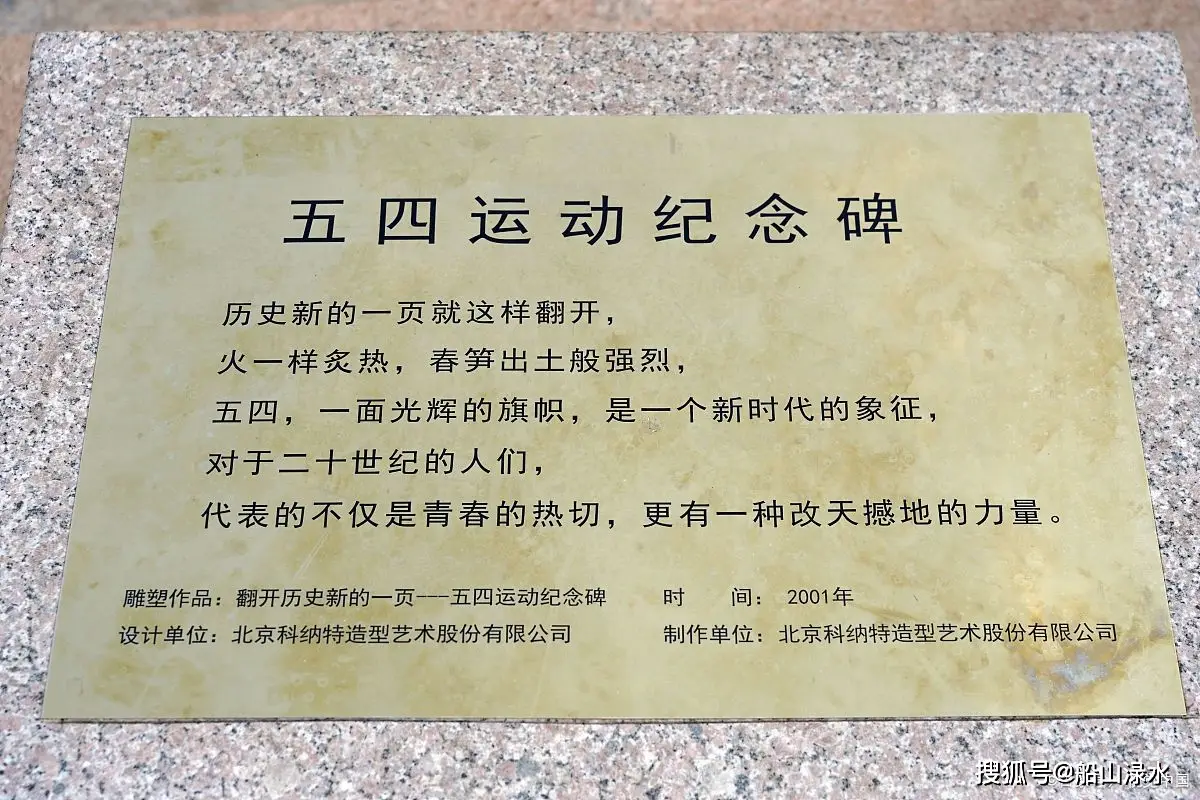 五四运动纪念碑
历史新的一页就这样翻开，
火一样炙热，春笋出土般强烈，
五四，一面光辉的旗帜，是一个新时代的象征，
对于二十世纪的人们，
代表的不仅是青春的热切，更有一种改天撼地的力量。
雕塑作品：翻开历史新的一页---五四运动纪念碑 时 间： 2001年
设计单位：北京科纳特造型艺术股份有限公司 制作单位：北京科纳特造型艺术股份有限公司
搜狐号@船山渌水